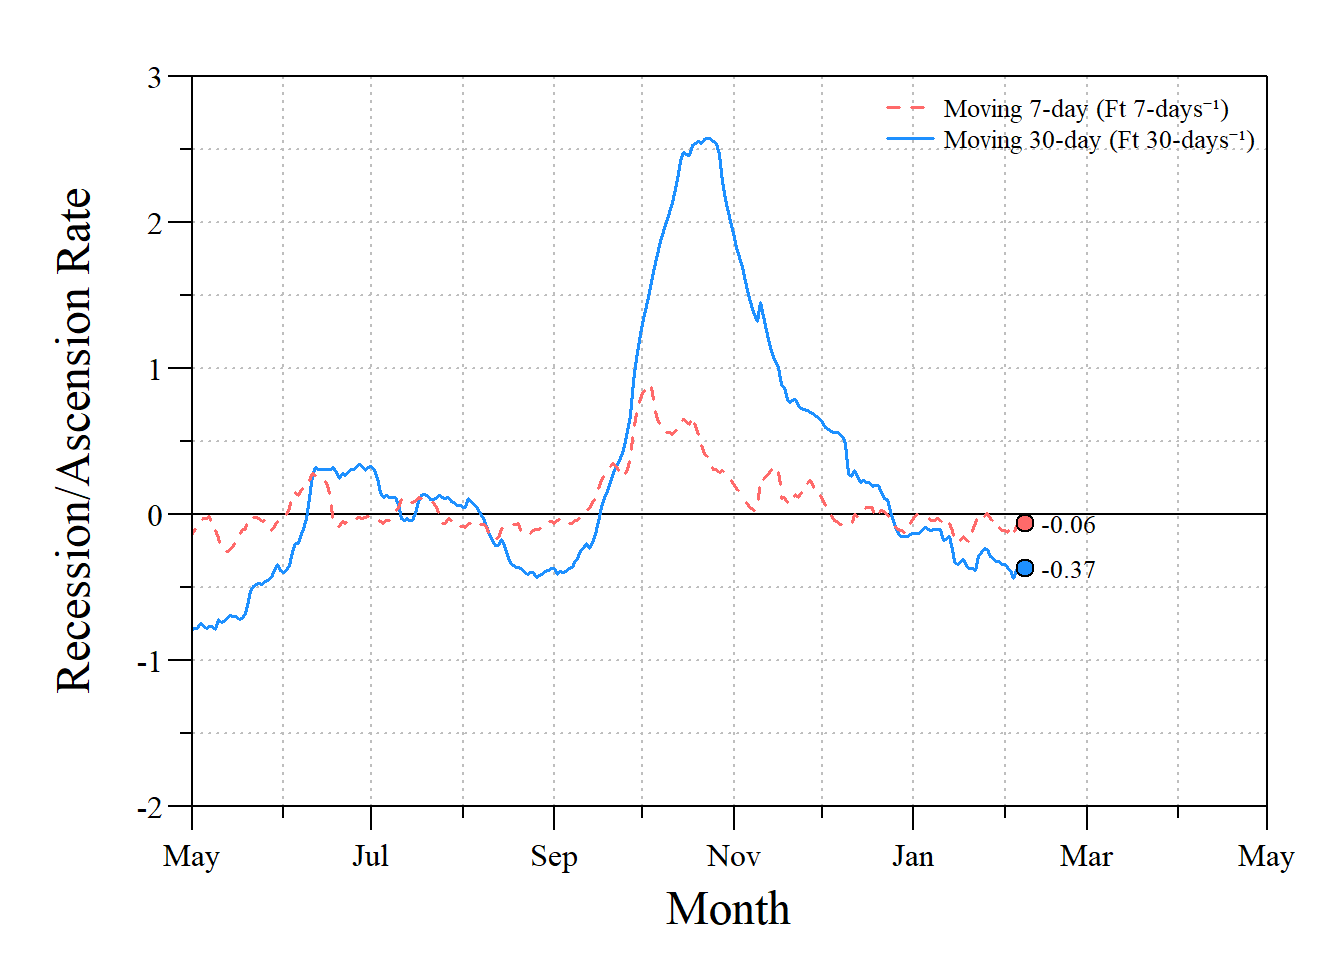 3
Moving 7-day (Ft 7-days⁻¹)
Moving 30-day (Ft 30-days⁻¹)
2
1
0
-1
-2
Recession/Ascension Rate
-0.06
-0.37
May Jul Sep Nov Jan Mar May
Month